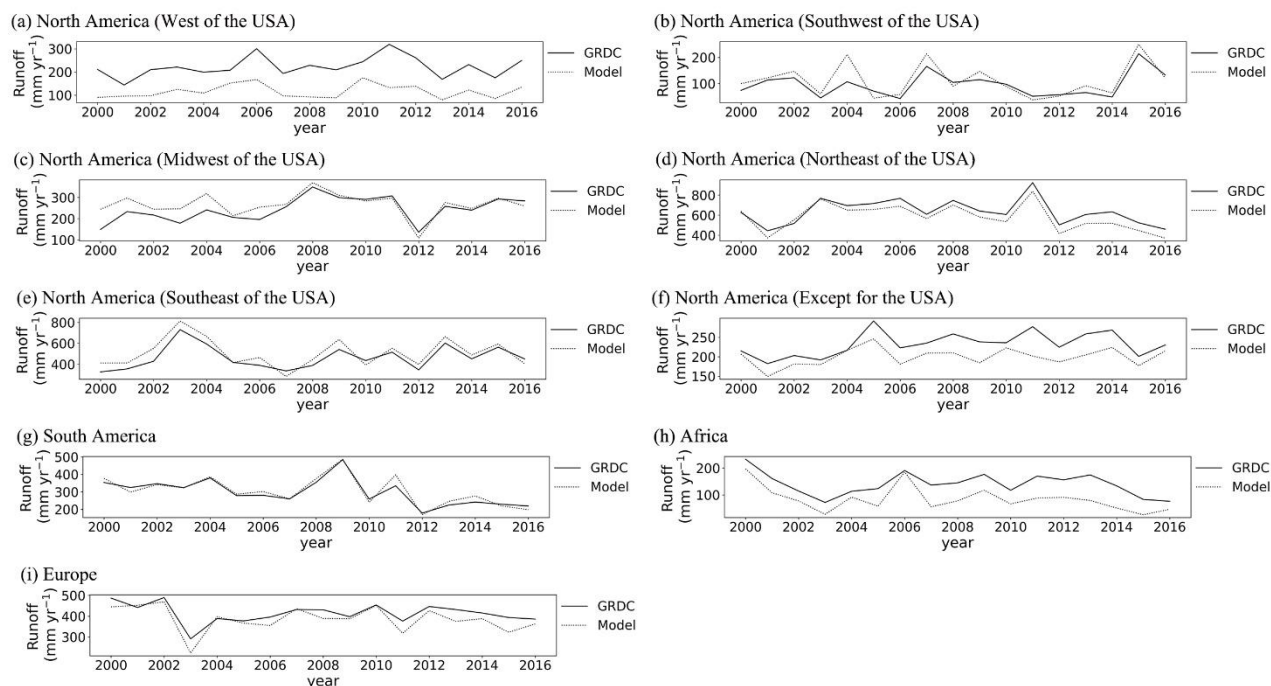 (a) North America (West of the USA)
Runoff
(mm yr⁻¹)
300
200
100
2000 2002 2004 2006 2008 2010 2012 2014 2016
year
GRDC
Model
(b) North America (Southwest of the USA)
Runoff
(mm yr⁻¹)
200
100
2000 2002 2004 2006 2008 2010 2012 2014 2016
year
GRDC
Model
(c) North America (Midwest of the USA)
Runoff
(mm yr⁻¹)
300
200
100
2000 2002 2004 2006 2008 2010 2012 2014 2016
year
GRDC
Model
(d) North America (Northeast of the USA)
Runoff
(mm yr⁻¹)
800
600
400
2000 2002 2004 2006 2008 2010 2012 2014 2016
year
GRDC
Model
(e) North America (Southeast of the USA)
Runoff
(mm yr⁻¹)
800
600
400
2000 2002 2004 2006 2008 2010 2012 2014 2016
year
GRDC
Model
(f) North America (Except for the USA)
Runoff
(mm yr⁻¹)
250
200
150
2000 2002 2004 2006 2008 2010 2012 2014 2016
year
GRDC
Model
(g) South America
Runoff
(mm yr⁻¹)
500
400
300
200
2000 2002 2004 2006 2008 2010 2012 2014 2016
year
GRDC
Model
(h) Africa
Runoff
(mm yr⁻¹)
200
100
2000 2002 2004 2006 2008 2010 2012 2014 2016
year
GRDC
Model
(i) Europe
Runoff
(mm yr⁻¹)
500
400
300
2000 2002 2004 2006 2008 2010 2012 2014 2016
year
GRDC
Model